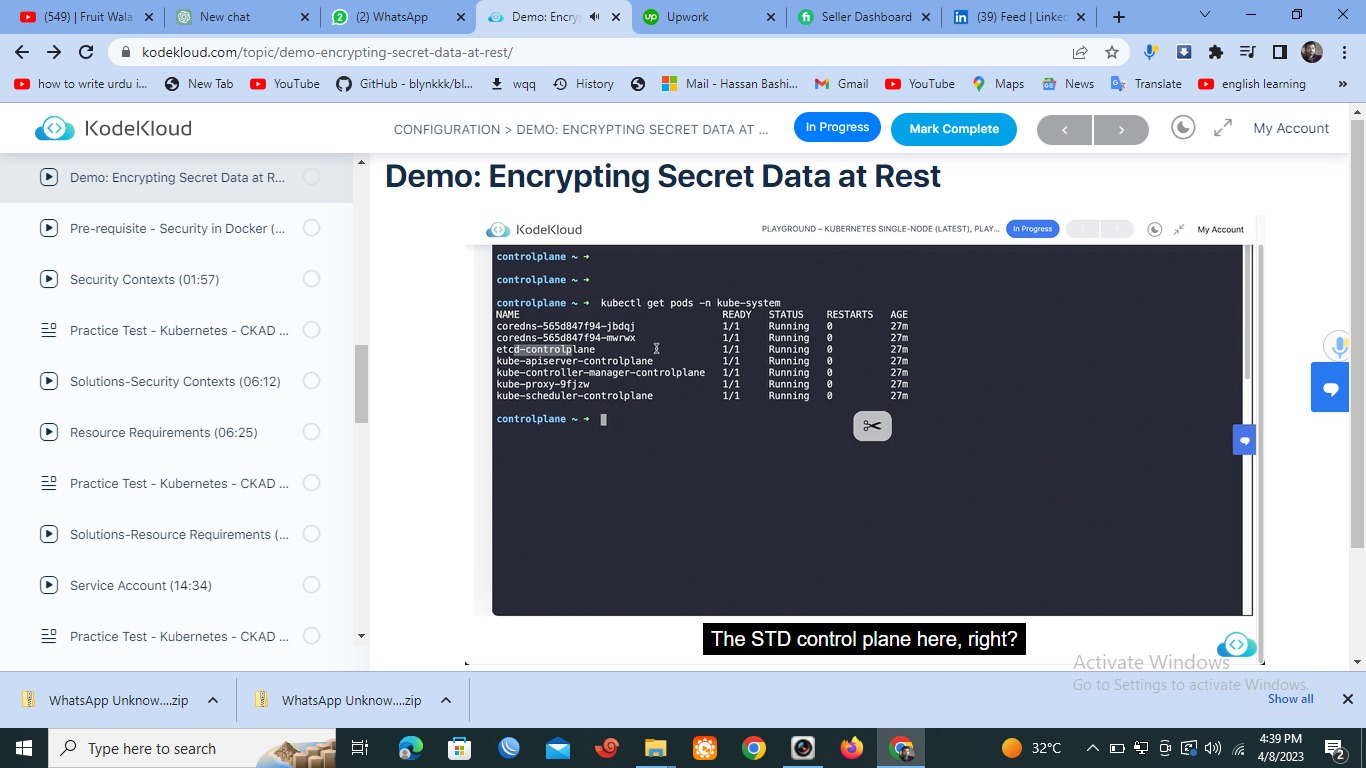 (549) | Fruit Wala
New chat
(2) WhatsApp
Demo: Encry
Upwork
Seller Dashboard
(39) Feed | Linke
kodekloud.com/topic/demo-encrypting-secret-data-at-rest/
how to write urdu i...
New Tab
YouTube
GitHub - blynkkk/bl...
wqq
History
Mail - Hassan Bashi...
Gmail
YouTube
Maps
News
Translate
english learning
»
KodeKloud
CONFIGURATION > DEMO: ENCRYPTING SECRET DATA AT ...
In Progress
Mark Complete
My Account
Demo: Encrypting Secret Data at R...
Pre-requisite - Security in Docker (...
Security Contexts (01:57)
Practice Test - Kubernetes - CKAD ...
Solutions-Security Contexts (06:12)
Resource Requirements (06:25)
Practice Test - Kubernetes - CKAD ...
Solutions-Resource Requirements (...
Service Account (14:34)
Practice Test - Kubernetes - CKAD ...
Demo: Encrypting Secret Data at Rest
KodeKloud
PLAYGROUND – KUBERNETES SINGLE-NODE (LATEST), PLAY...
In Progress
My Account
controlplane ~ ➜
controlplane ~ ➜
controlplane ~ ➜ kubectl get pods -n kube-system
NAME READY STATUS RESTARTS AGE
coredns-565d847f94-jbdqj 1/1 Running 0 27m
coredns-565d847f94-mwrwx 1/1 Running 0 27m
etcd-controlplane 1/1 Running 0 27m
kube-apiserver-controlplane 1/1 Running 0 27m
kube-controller-manager-controlplane 1/1 Running 0 27m
kube-proxy-9fjzw 1/1 Running 0 27m
kube-scheduler-controlplane 1/1 Running 0 27m
controlplane ~ ➜
The STD control plane here, right?
Activate Windows
Go to Settings to activate Windows.
WhatsApp Unknow....zip
WhatsApp Unknow....zip
Show all
Type here to search
32°C
4:39 PM
4/8/2023
2